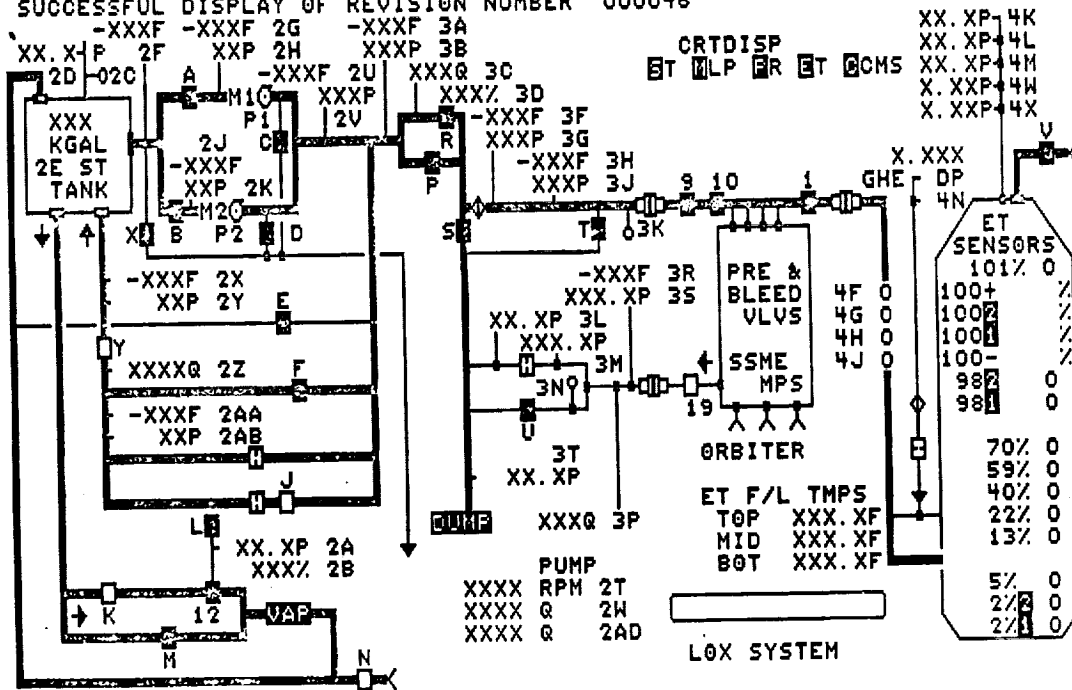 SUCCESSFUL DISPLAY OF REVISION NUMBER 000046
-XXXF 2F
-XXXF 2G
XXP 2H
-XXXF 3A
XXXP 3B
XX.X P
2D 02C
A
M1
P1
-XXXF 2U
XXXP 2V
XXXQ 3C
XXX% 3D
CRTDISP
ST MLP FR ET CCMS
XX.XP 4K
XX.XP 4L
XX.XP 4M
X.XXP 4W
X.XXP 4X
V
XXX
KGAL
2E ST
TANK
2J
-XXXF
XXP 2K
C
M2
P2
X
B
D
R
P
S
-XXXF 3F
XXXP 3G
-XXXF 3H
XXXP 3J
T
3K
9 10
1
X.XXX
GHE DP
4N
-XXXF 2X
XXP 2Y
E
Y
XXXXQ 2Z
F
-XXXF 2AA
XXP 2AB
J
-XXXF 3R
XXX.XP 3S
XX.XP 3L
XXX.XP
3M
3N
U
3T
XX.XP
DUMP
XXXQ 3P
19
PRE &
BLEED
VLVS
SSME
MPS
ORBITER
4F 0
4G 0
4H 0
4J 0
ET
SENSORS
101% 0
100+ %
1002 %
1001 %
100- %
982 0
981 0
70% 0
59% 0
40% 0
22% 0
13% 0
5% 0
2%2 0
2%1 0
L
XX.XP 2A
XXX% 2B
K
12
VAP
M
N
PUMP
XXXX RPM 2T
XXXX Q 2W
XXXX Q 2AD
ET F/L TMPS
TOP XXX.XF
MID XXX.XF
BOT XXX.XF
LOX SYSTEM